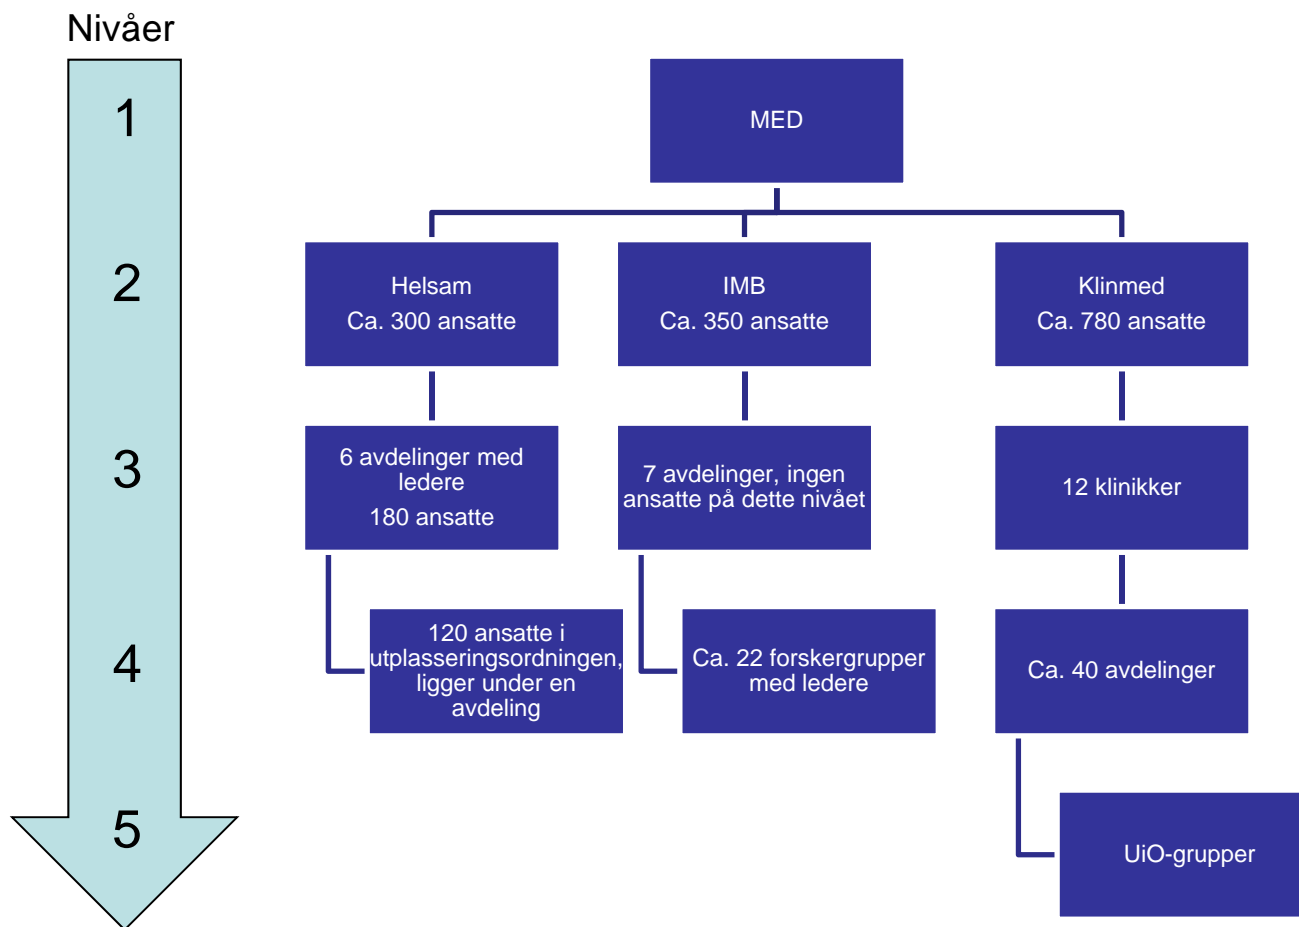 Nivåer
1
MED
2
Helsam
Ca. 300 ansatte
IMB
Ca. 350 ansatte
Klinmed
Ca. 780 ansatte
3
6 avdelinger med
ledere
180 ansatte
7 avdelinger, ingen
ansatte på dette nivået
12 klinikker
4
120 ansatte i
utplasseringsordningen,
ligger under en
avdeling
Ca. 22 forskergrupper
med ledere
Ca. 40 avdelinger
5
UiO-grupper